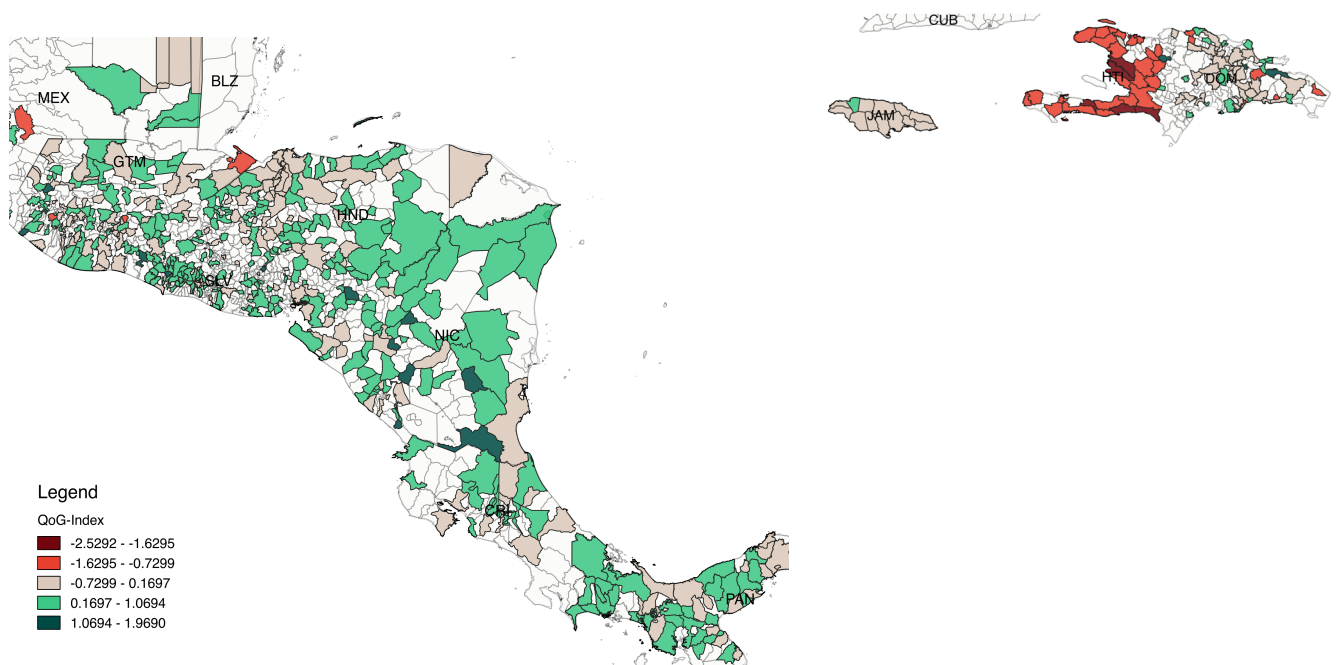 CUB
BLZ
MEX
HTI
DOM
JAM
GTM
HND
SLV
NIC
CRI
PAN
Legend
QoG-Index
-2.5292 - -1.6295
-1.6295 - -0.7299
-0.7299 - 0.1697
0.1697 - 1.0694
1.0694 - 1.9690